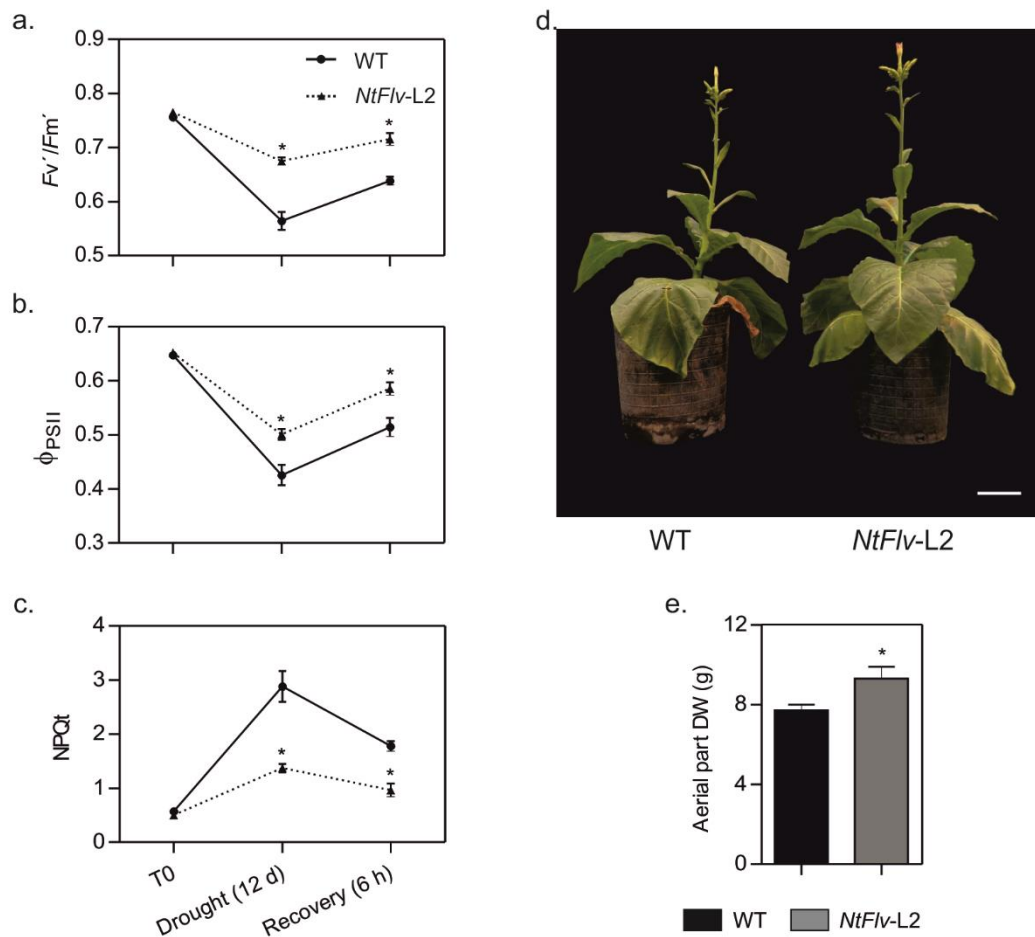 a.
0.9
0.8
0.7
0.6
0.5
Fv´/Fm´
WT
NtFlv-L2
*
*
b.
0.7
0.6
0.5
0.4
0.3
ϕPSII
*
*
c.
4
3
2
1
0
NPQt
*
*
T0
Drought (12 d)
Recovery (6 h)
d.
WT
NtFlv-L2
e.
12
8
4
0
Aerial part DW (g)
*
WT
NtFlv-L2